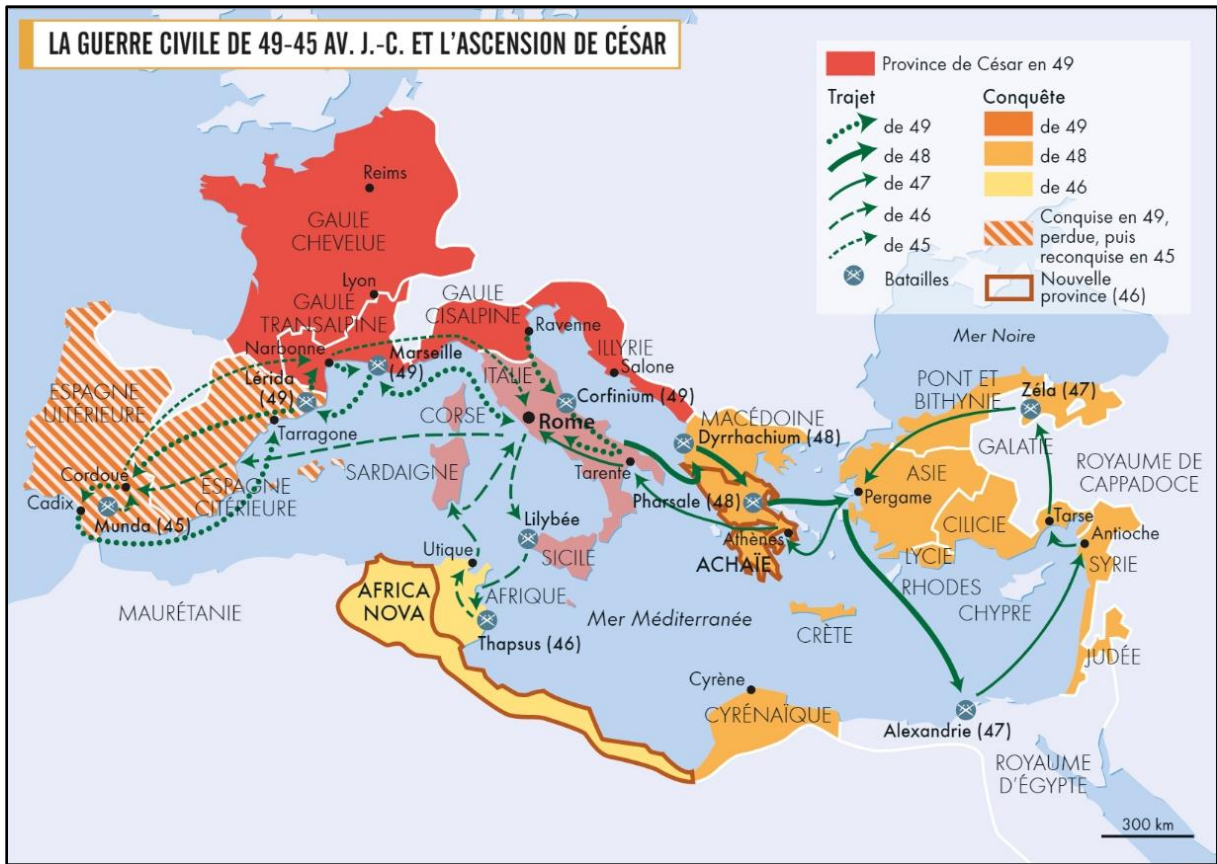 LA GUERRE CIVILE DE 49-45 AV. J.-C. ET L'ASCENSION DE CÉSAR
Province de César en 49
Trajet
de 49
de 48
de 47
de 46
de 45
Batailles
Conquête
de 49
de 48
de 46
Conquise en 49,
perdue, puis
reconquise en 45
Nouvelle
province (46)
Reims
GAULE
CHEVELUE
Lyon
GAULE
TRANSALPINE
GAULE
CISALPINE
Ravenne
Narbonne
Marseille
(49)
ILLYRIE
Salone
ITALIE
Lérida
(49)
ESPAGNE
ULTÉRIEURE
CORSE
Corfinium (49)
Rome
Tarragone
MACÉDOINE
Dyrrhachium (48)
Mer Noire
PONT ET
BITHYNIE
Zéla (47)
GALATIE
SARDAIGNE
Tarente
Cordoué
Cadix
ESPAGNE
CITÉRIEURE
Munda (45)
Pharsale (48)
ASIE
Pergame
ROYAUME DE
CAPPADOCE
CILICIE
Tarse
Antioche
Lilybée
SICILE
Athènes
ACHAÏE
LYCIE
RHODES
SYRIE
CHYPRE
Utique
AFRICA
NOVA
AFRIQUE
MAURÉTANIE
Thapsus (46)
Mer Méditerranée
CRÈTE
JUDÉE
Cyrène
CYRÉNAÏQUE
Alexandrie (47)
ROYAUME
D'ÉGYPTE
300 km